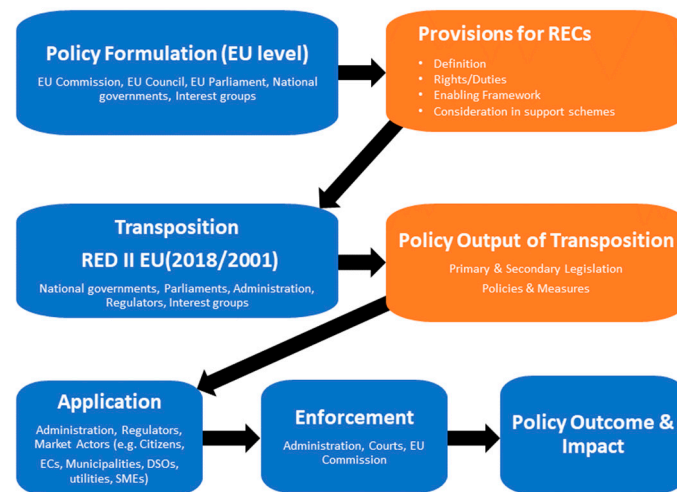 Policy Formulation (EU level)
EU Commission, EU Council, EU Parliament, National
governments, Interest groups
Provisions for RECs
• Definition
• Rights/Duties
• Enabling Framework
• Consideration in support schemes
Transposition
RED II EU(2018/2001)
National governments, Parliaments, Administration,
Regulators, Interest groups
Policy Output of Transposition
Primary & Secondary Legislation
Policies & Measures
Application
Administration, Regulators,
Market Actors (e.g. Citizens,
ECs, Municipalities, DSOs,
utilities, SMEs)
Enforcement
Administration, Courts, EU
Commission
Policy Outcome &
Impact